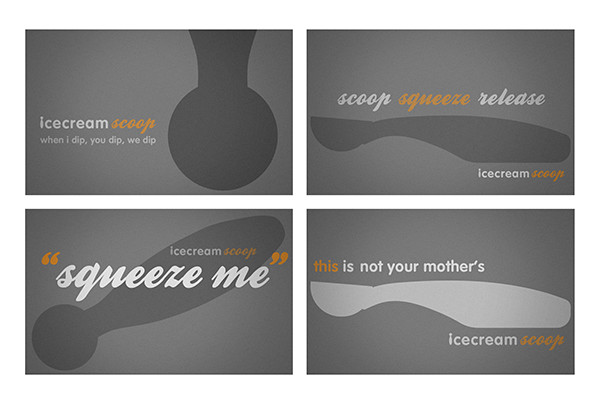 icecream scoop
when i dip, you dip, we dip
scoop squeeze release
icecream scoop
icecream scoop
“squeeze me”
this is not your mother's
icecream scoop